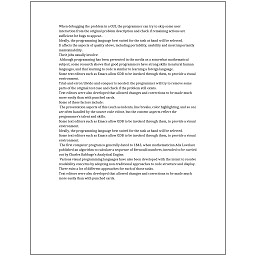 When debugging the problem in a GUI, the programmer can try to skip some user
interaction from the original problem description and check if remaining actions are
sufficient for bugs to appear.
Ideally, the programming language best suited for the task at hand will be selected.
It affects the aspects of quality above, including portability, usability and most importantly
maintainability.
Their jobs usually involve:
Although programming has been presented in the media as a somewhat mathematical
subject, some research shows that good programmers have strong skills in natural human
languages, and that learning to code is similar to learning a foreign language.
Some text editors such as Emacs allow GDB to be invoked through them, to provide a visual
environment.
Trial-and-error/divide-and-conquer is needed: the programmer will try to remove some
parts of the original test case and check if the problem still exists.
Text editors were also developed that allowed changes and corrections to be made much
more easily than with punched cards.
Some of these factors include:
The presentation aspects of this (such as indents, line breaks, color highlighting, and so on)
are often handled by the source code editor, but the content aspects reflect the
programmer's talent and skills.
Some text editors such as Emacs allow GDB to be invoked through them, to provide a visual
environment.
Ideally, the programming language best suited for the task at hand will be selected.
Some text editors such as Emacs allow GDB to be invoked through them, to provide a visual
environment.
The first computer program is generally dated to 1843, when mathematician Ada Lovelace
published an algorithm to calculate a sequence of Bernoulli numbers, intended to be carried
out by Charles Babbage's Analytical Engine.
Various visual programming languages have also been developed with the intent to resolve
readability concerns by adopting non-traditional approaches to code structure and display.
There exist a lot of different approaches for each of those tasks.
Text editors were also developed that allowed changes and corrections to be made much
more easily than with punched cards.